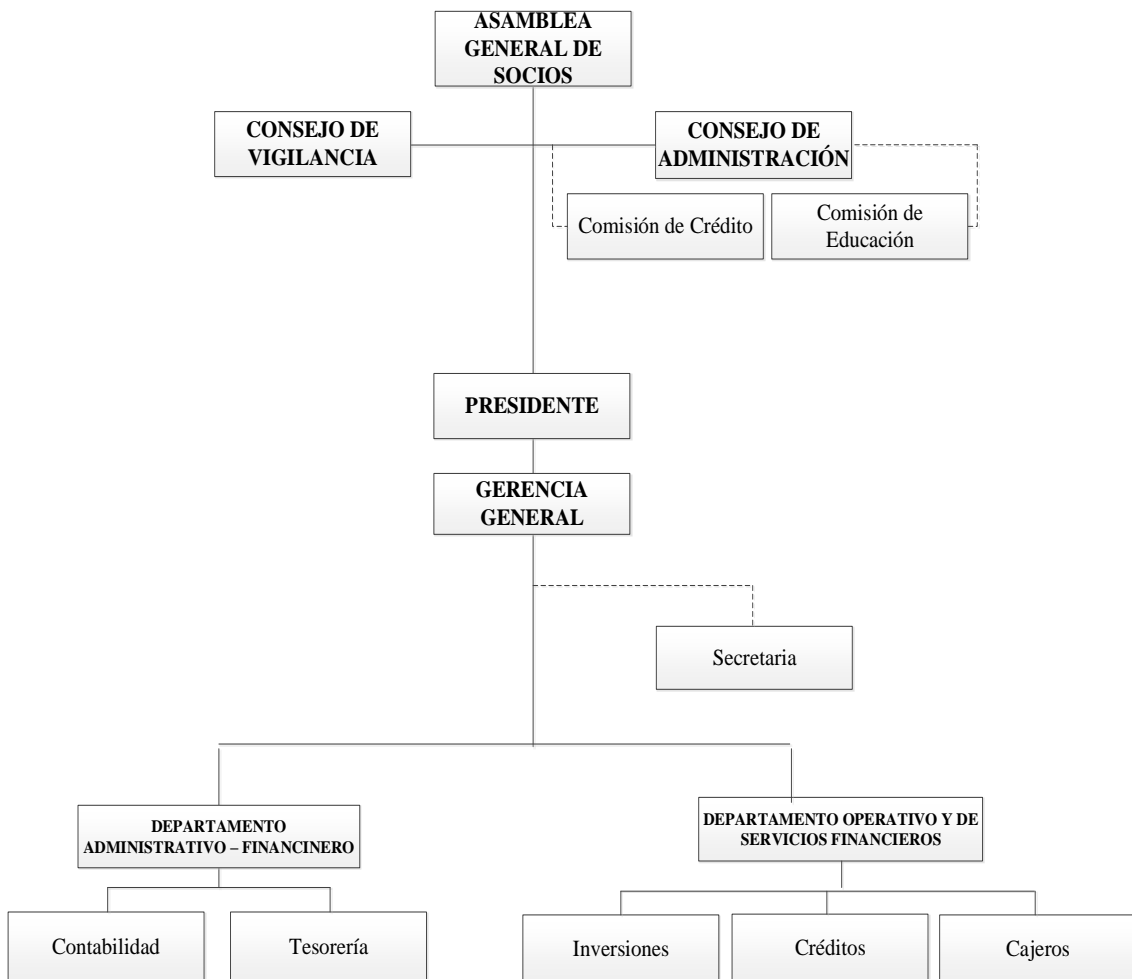 ASAMBLEA
GENERAL DE
SOCIOS
CONSEJO DE
VIGILANCIA
CONSEJO DE
ADMINISTRACIÓN
Comisión de Crédito
Comisión de
Educación
PRESIDENTE
GERENCIA
GENERAL
Secretaria
DEPARTAMENTO
ADMINISTRATIVO – FINANCINERO
DEPARTAMENTO OPERATIVO Y DE
SERVICIOS FINANCIEROS
Contabilidad
Tesorería
Inversiones
Créditos
Cajeros